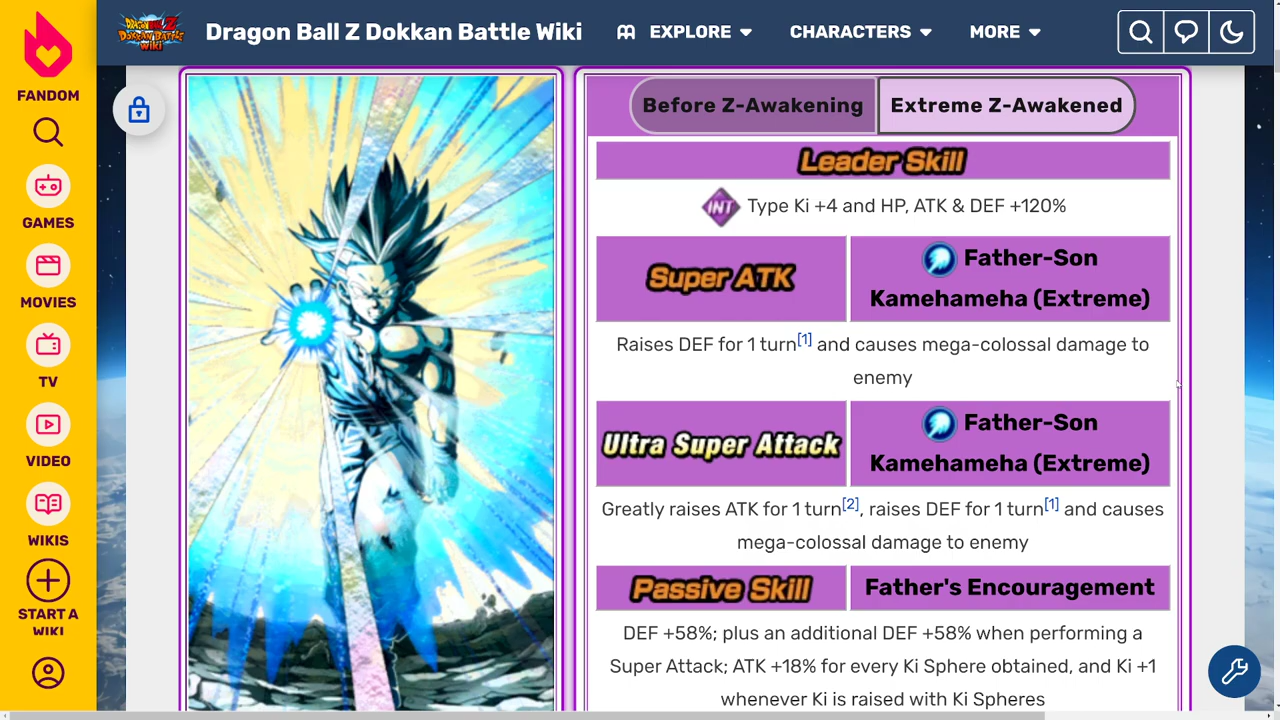 DRAGON BALL Z
DOKKAN BATTLE
WIKI
Dragon Ball Z Dokkan Battle Wiki
EXPLORE
CHARACTERS
MORE
FANDOM
GAMES
MOVIES
TV
VIDEO
WIKIS
START A
WIKI
Before Z-Awakening
Extreme Z-Awakened
Leader Skill
INT Type Ki +4 and HP, ATK & DEF +120%
Super ATK
Father-Son
Kamehameha (Extreme)
Raises DEF for 1 turn[1] and causes mega-colossal damage to
enemy
Ultra Super Attack
Father-Son
Kamehameha (Extreme)
Greatly raises ATK for 1 turn[2], raises DEF for 1 turn[1] and causes
mega-colossal damage to enemy
Passive Skill
Father's Encouragement
DEF +58%; plus an additional DEF +58% when performing a
Super Attack; ATK +18% for every Ki Sphere obtained, and Ki +1
whenever Ki is raised with Ki Spheres